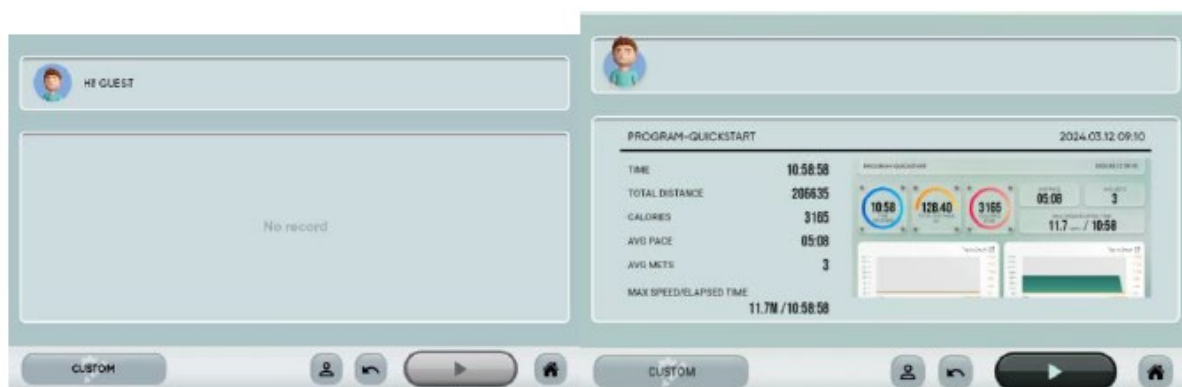 HI! GUEST
No record
CUSTOM
PROGRAM-QUICKSTART 2024.03.12 09:10
TIME 10:58:58
TOTAL DISTANCE 206635
CALORIES 3165
AVG PACE 05:08
AVG METS 3
MAX SPEED/ELAPSED TIME
11.7M / 10:58:58
PROGRAM-QUICKSTART
10:58
128.40
3165
05:08
3
11.7 / 10:58
CUSTOM